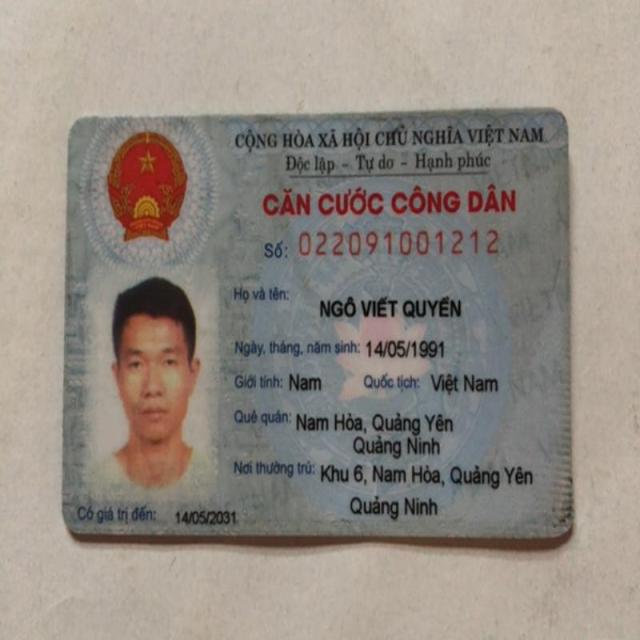 CỘNG HÒA XÃ HỘI CHỦ NGHĨA VIỆT NAM
Độc lập - Tự do - Hạnh phúc
CĂN CƯỚC CÔNG DÂN
Số: 022091001212
Họ và tên:
NGÔ VIẾT QUYỀN
Ngày, tháng, năm sinh: 14/05/1991
Giới tính: Nam Quốc tịch: Việt Nam
Quê quán: Nam Hòa, Quảng Yên
Quảng Ninh
Nơi thường trú: Khu 6, Nam Hòa, Quảng Yên
Quảng Ninh
Có giá trị đến: 14/05/2031